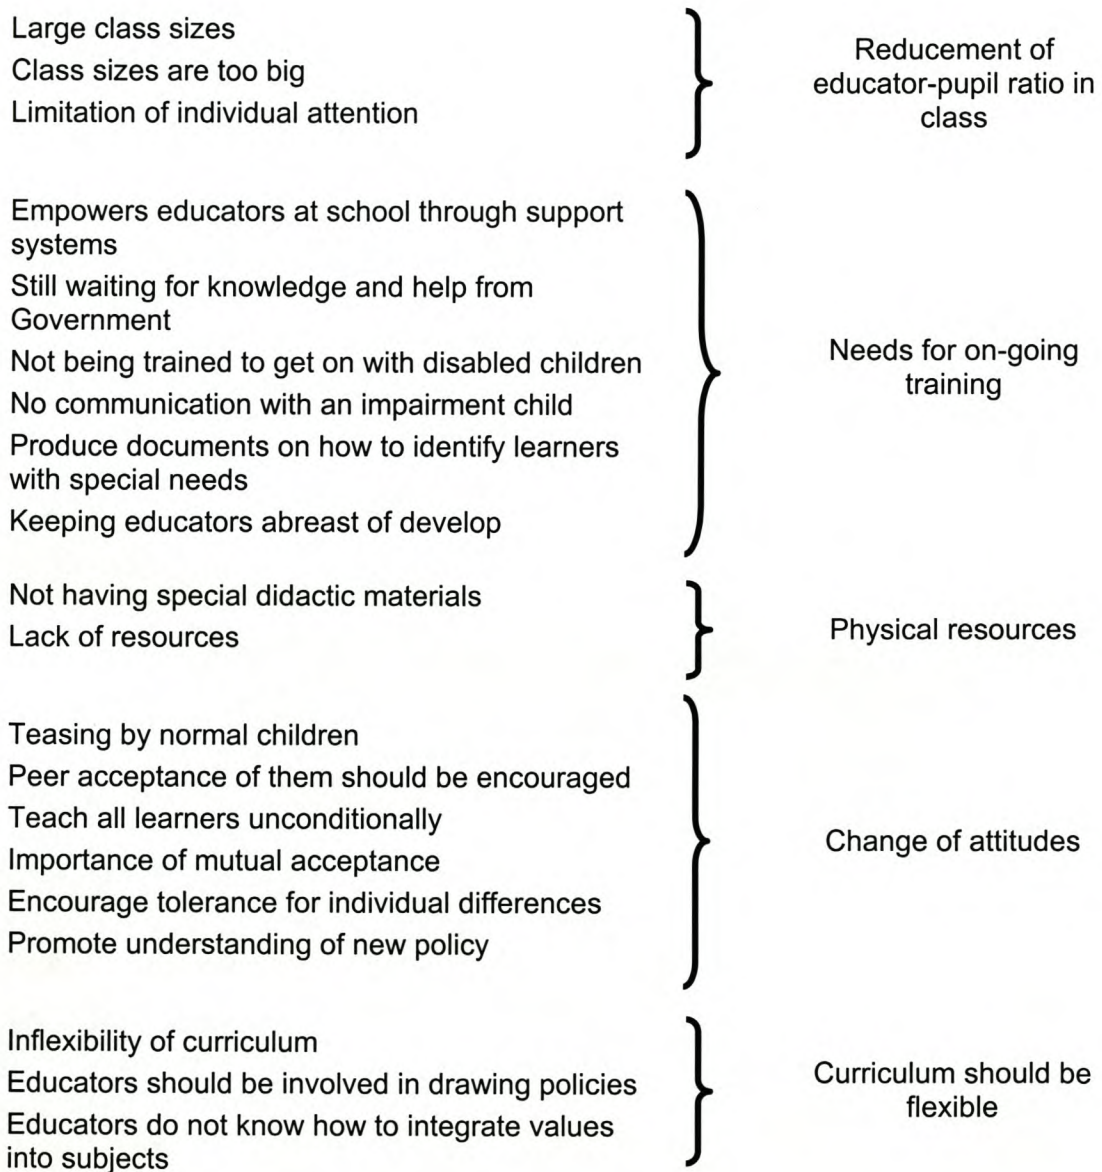 Large class sizes
Class sizes are too big
Limitation of individual attention
Reducement of
educator-pupil ratio in
class
Empowers educators at school through support
systems
Still waiting for knowledge and help from
Government
Not being trained to get on with disabled children
No communication with an impairment child
Produce documents on how to identify learners
with special needs
Keeping educators abreast of develop
Needs for on-going
training
Not having special didactic materials
Lack of resources
Physical resources
Teasing by normal children
Peer acceptance of them should be encouraged
Teach all learners unconditionally
Importance of mutual acceptance
Encourage tolerance for individual differences
Promote understanding of new policy
Change of attitudes
Inflexibility of curriculum
Educators should be involved in drawing policies
Educators do not know how to integrate values
into subjects
Curriculum should be
flexible